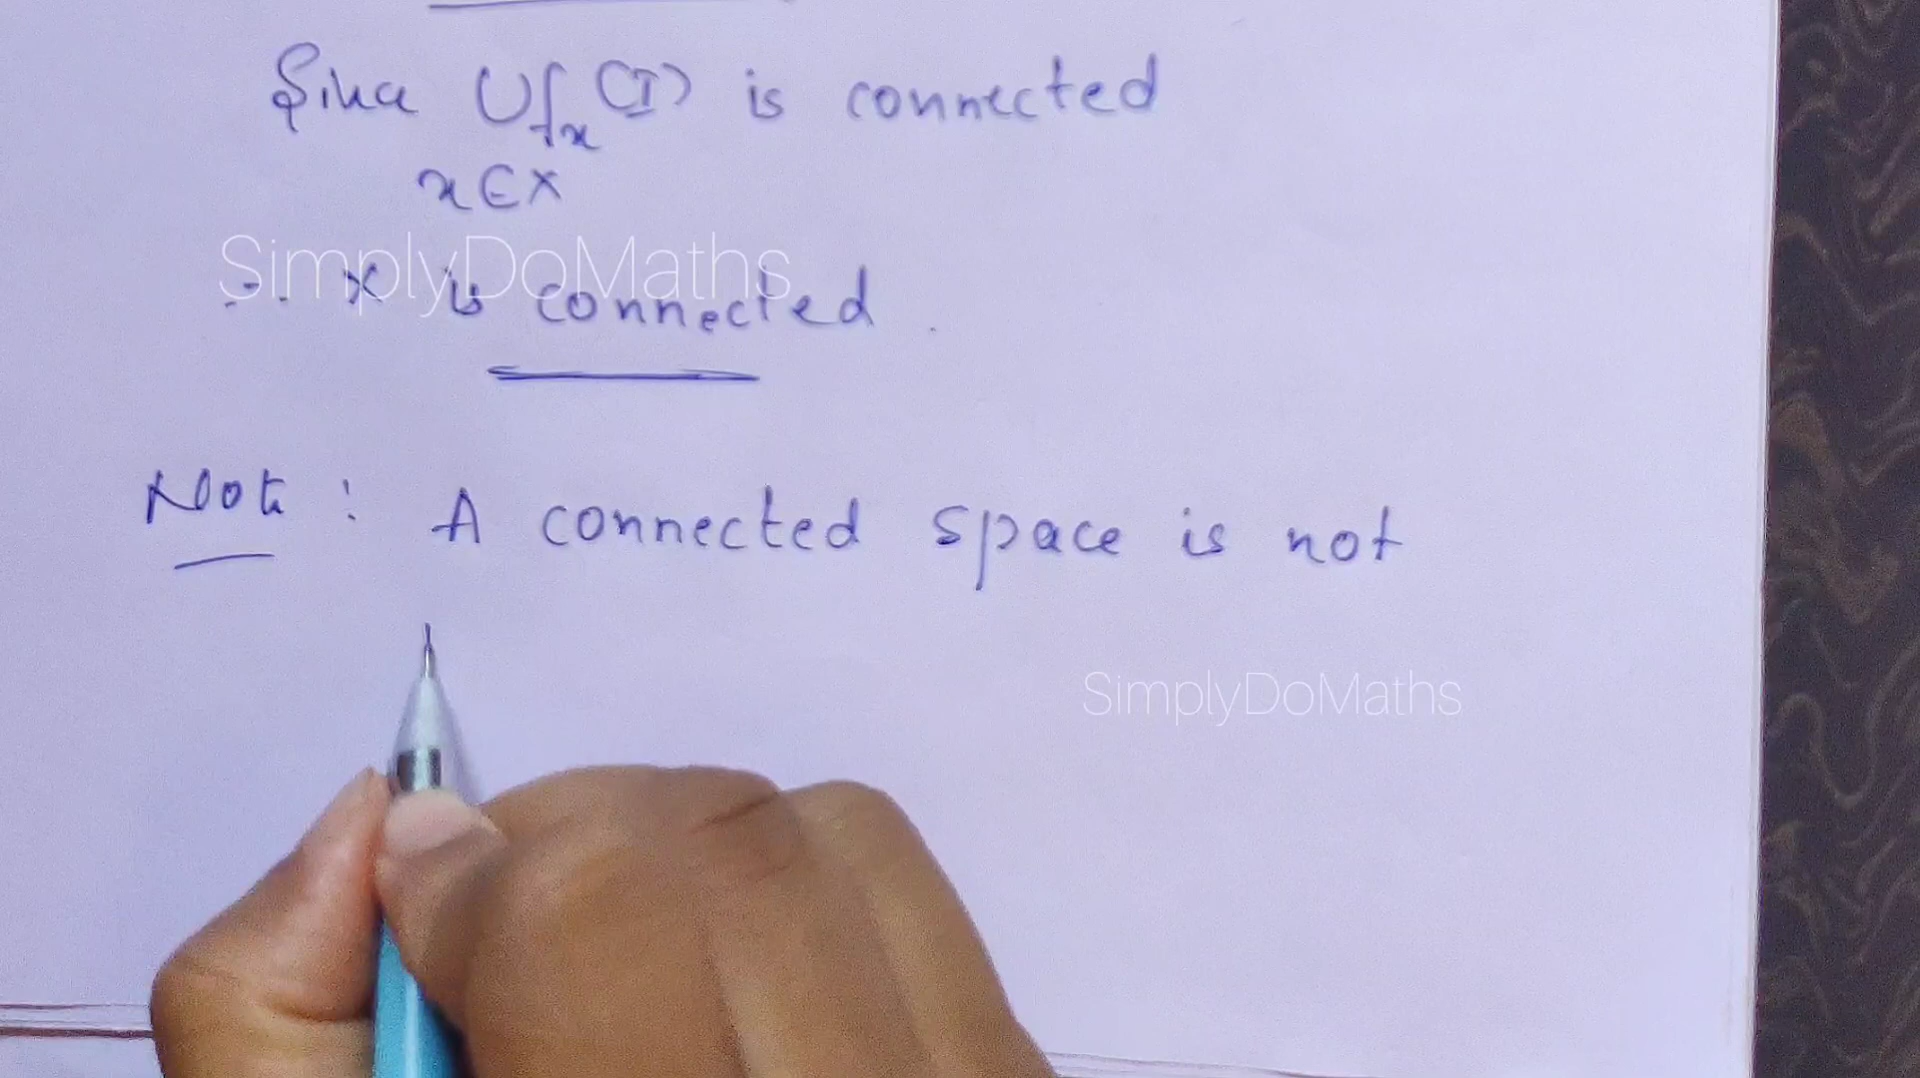 Since ∪f_x(I) is connected
x∈X
SimplyDoMaths
∴ X is connected.
Note : A connected space is not
SimplyDoMaths